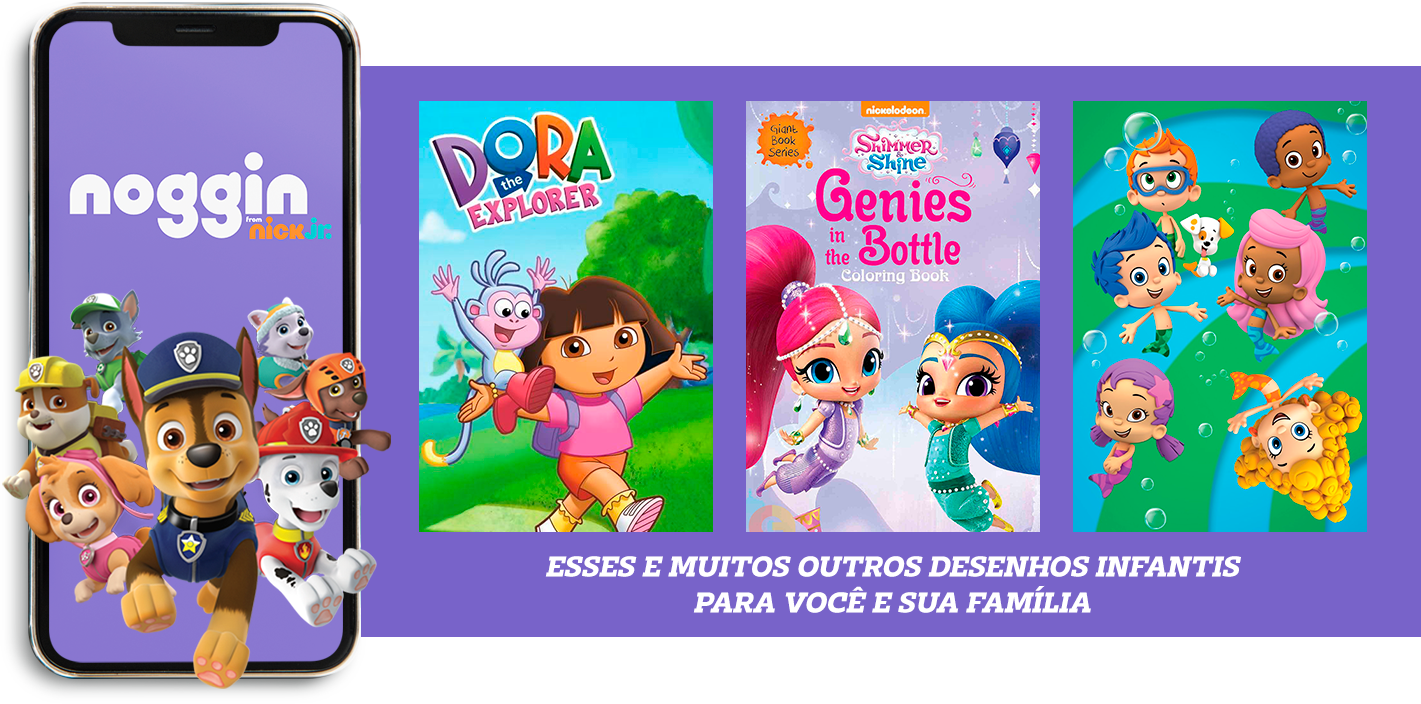 noggin
from
nick jr.
DORA
the
EXPLORER
nickelodeon
Giant
Book
Series
Shimmer
&
Shine
Genies
in
the Bottle
Coloring Book
ESSES E MUITOS OUTROS DESENHOS INFANTIS
PARA VOCÊ E SUA FAMÍLIA